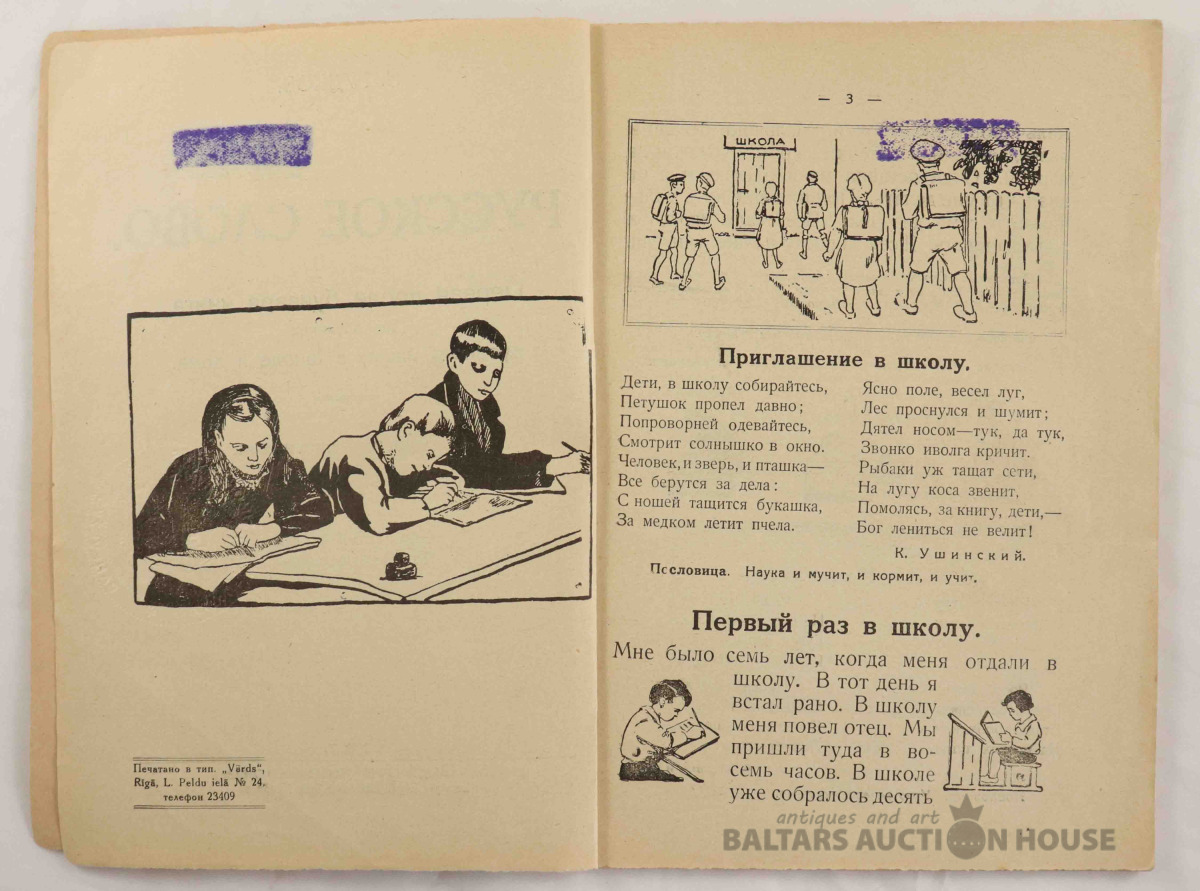 Печатано в тип. „Vārds“,
Rīgā, L. Peldu ielā № 24.
телефон 23409
— 3 —
ШКОЛА
Приглашение в школу.
Дети, в школу собирайтесь,
Петушок пропел давно;
Попроворней одевайтесь,
Смотрит солнышко в окно.
Человек, и зверь, и пташка—
Все берутся за дела:
С ношей тащится букашка,
За медком летит пчела.
Ясно поле, весел луг,
Лес проснулся и шумит;
Дятел носом—тук, да тук,
Звонко иволга кричит.
Рыбаки уж тащат сети,
На лугу коса звенит,
Помолясь, за книгу, дети,—
Бог лениться не велит!
К. Ушинский.
Пословица. Наука и мучит, и кормит, и учит.
Первый раз в школу.
Мне было семь лет, когда меня отдали в
школу. В тот день я
встал рано. В школу
меня повел отец. Мы
пришли туда в во-
семь часов. В школе
уже собралось десять
antiques and art
BALTARS AUCTION HOUSE